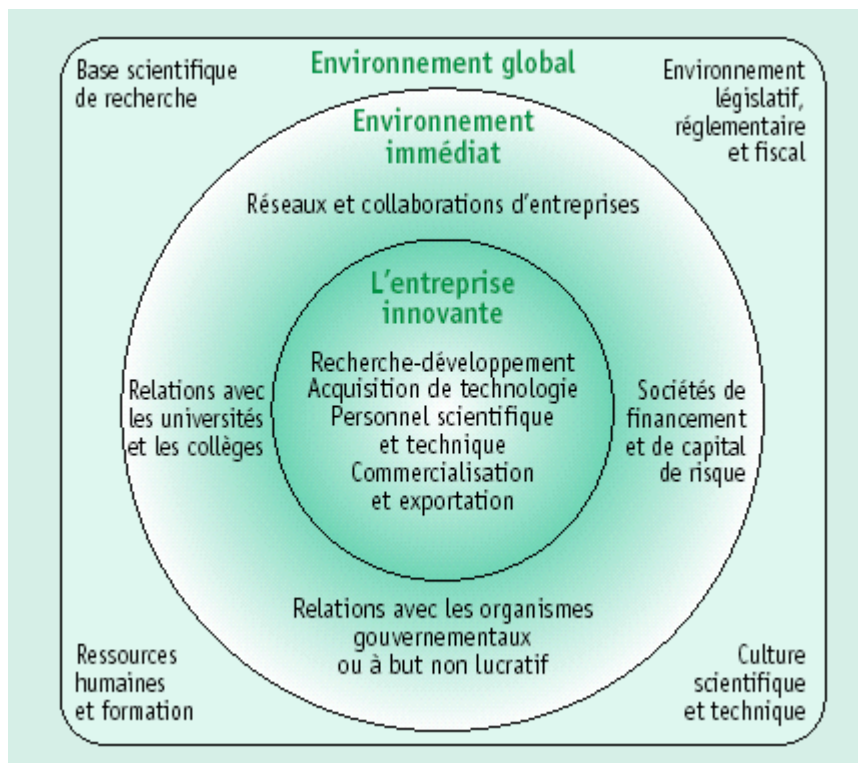 Environnement global
Base scientifique
de recherche
Environnement
législatif,
réglementaire
et fiscal
Environnement
immédiat
Réseaux et collaborations d'entreprises
L'entreprise
innovante
Recherche-développement
Acquisition de technologie
Personnel scientifique
et technique
Commercialisation
et exportation
Relations avec
les universités
et les collèges
Sociétés de
financement
et de capital
de risque
Relations avec les organismes
gouvernementaux
ou à but non lucratif
Ressources
humaines
et formation
Culture
scientifique
et technique